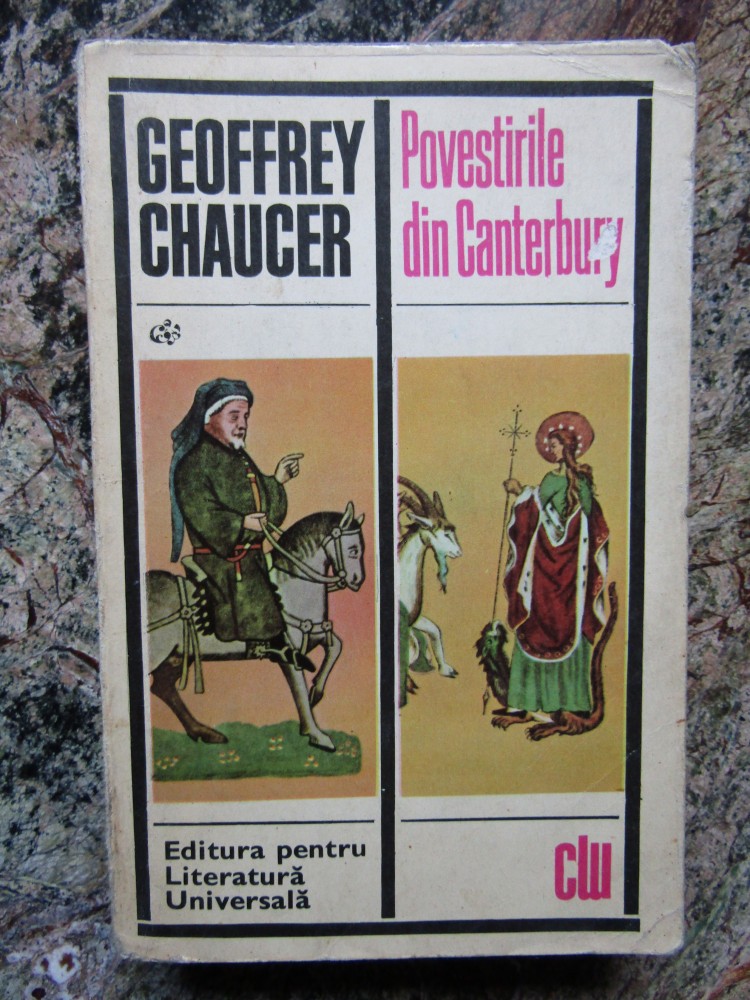 GEOFFREY
CHAUCER
Povestirile
din Canterbury
Editura pentru
Literatură
Universală
clu